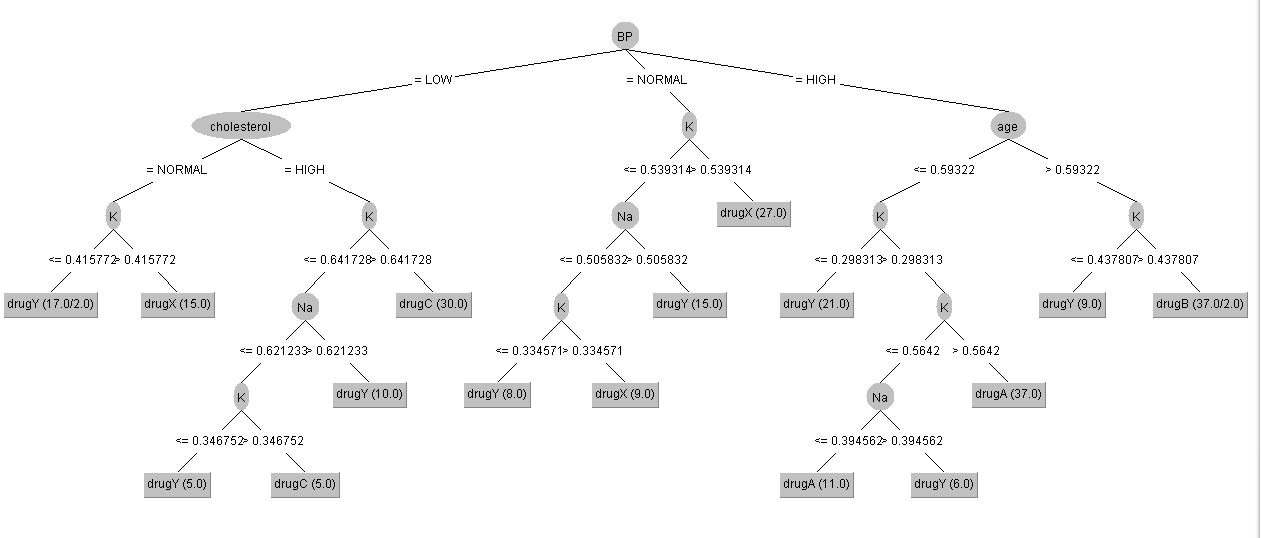 BP
= LOW
= NORMAL
= HIGH
cholesterol
K
age
= NORMAL
= HIGH
<= 0.539314
> 0.539314
<= 0.59322
> 0.59322
K
K
Na
drugX (27.0)
K
K
<= 0.415772
> 0.415772
<= 0.641728
> 0.641728
<= 0.505832
> 0.505832
<= 0.298313
> 0.298313
<= 0.437807
> 0.437807
drugY (17.0/2.0)
drugX (15.0)
Na
drugC (30.0)
K
drugY (15.0)
drugY (21.0)
K
drugY (9.0)
drugB (37.0/2.0)
<= 0.621233
> 0.621233
<= 0.334571
> 0.334571
<= 0.5642
> 0.5642
K
drugY (10.0)
drugY (8.0)
drugX (9.0)
Na
drugA (37.0)
<= 0.346752
> 0.346752
<= 0.394562
> 0.394562
drugY (5.0)
drugC (5.0)
drugA (11.0)
drugY (6.0)